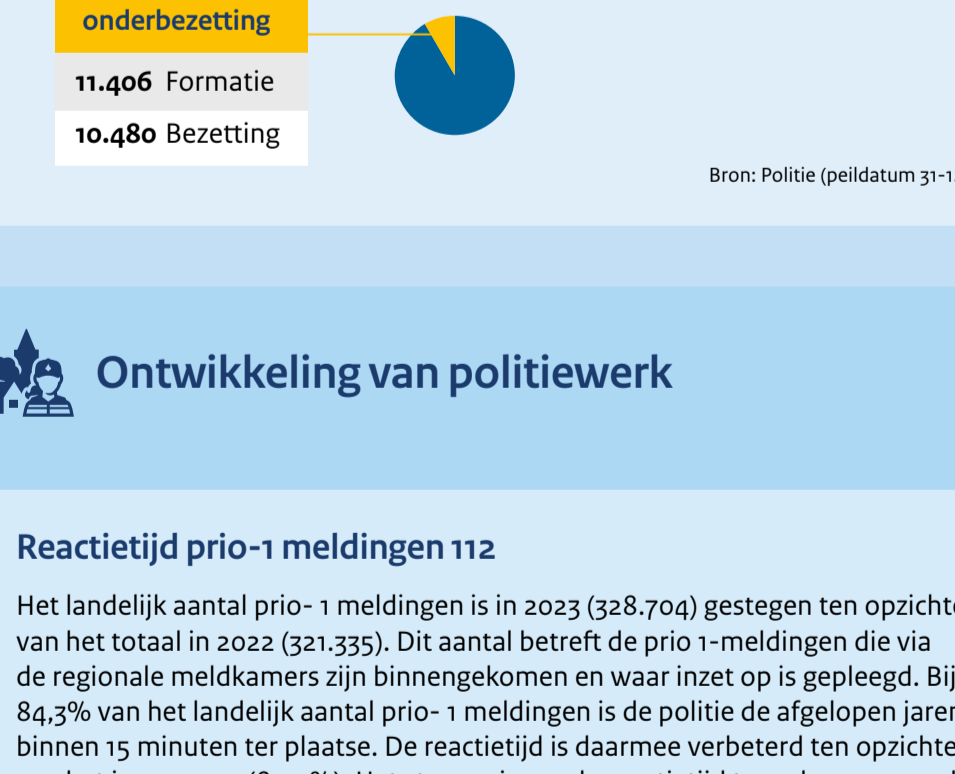 onderbezetting
11.406 Formatie
10.480 Bezetting
Bron: Politie (peildatum
Ontwikkeling van politiewerk
Reactietijd prio-1 meldingen 112
Het landelijk aantal prio- 1 meldingen is in 2023 (328.704) gestegen ten
van het totaal in 2022 (321.335). Dit aantal betreft de prio 1-meldingen die via
de regionale meldkamers zijn binnengekomen en waar inzet op is gepleegd. Bij
84,3% van het landelijk aantal prio- 1 meldingen is de politie de afgelopen
binnen 15 minuten ter plaatse. De reactietijd is daarmee verbeterd ten opzichte